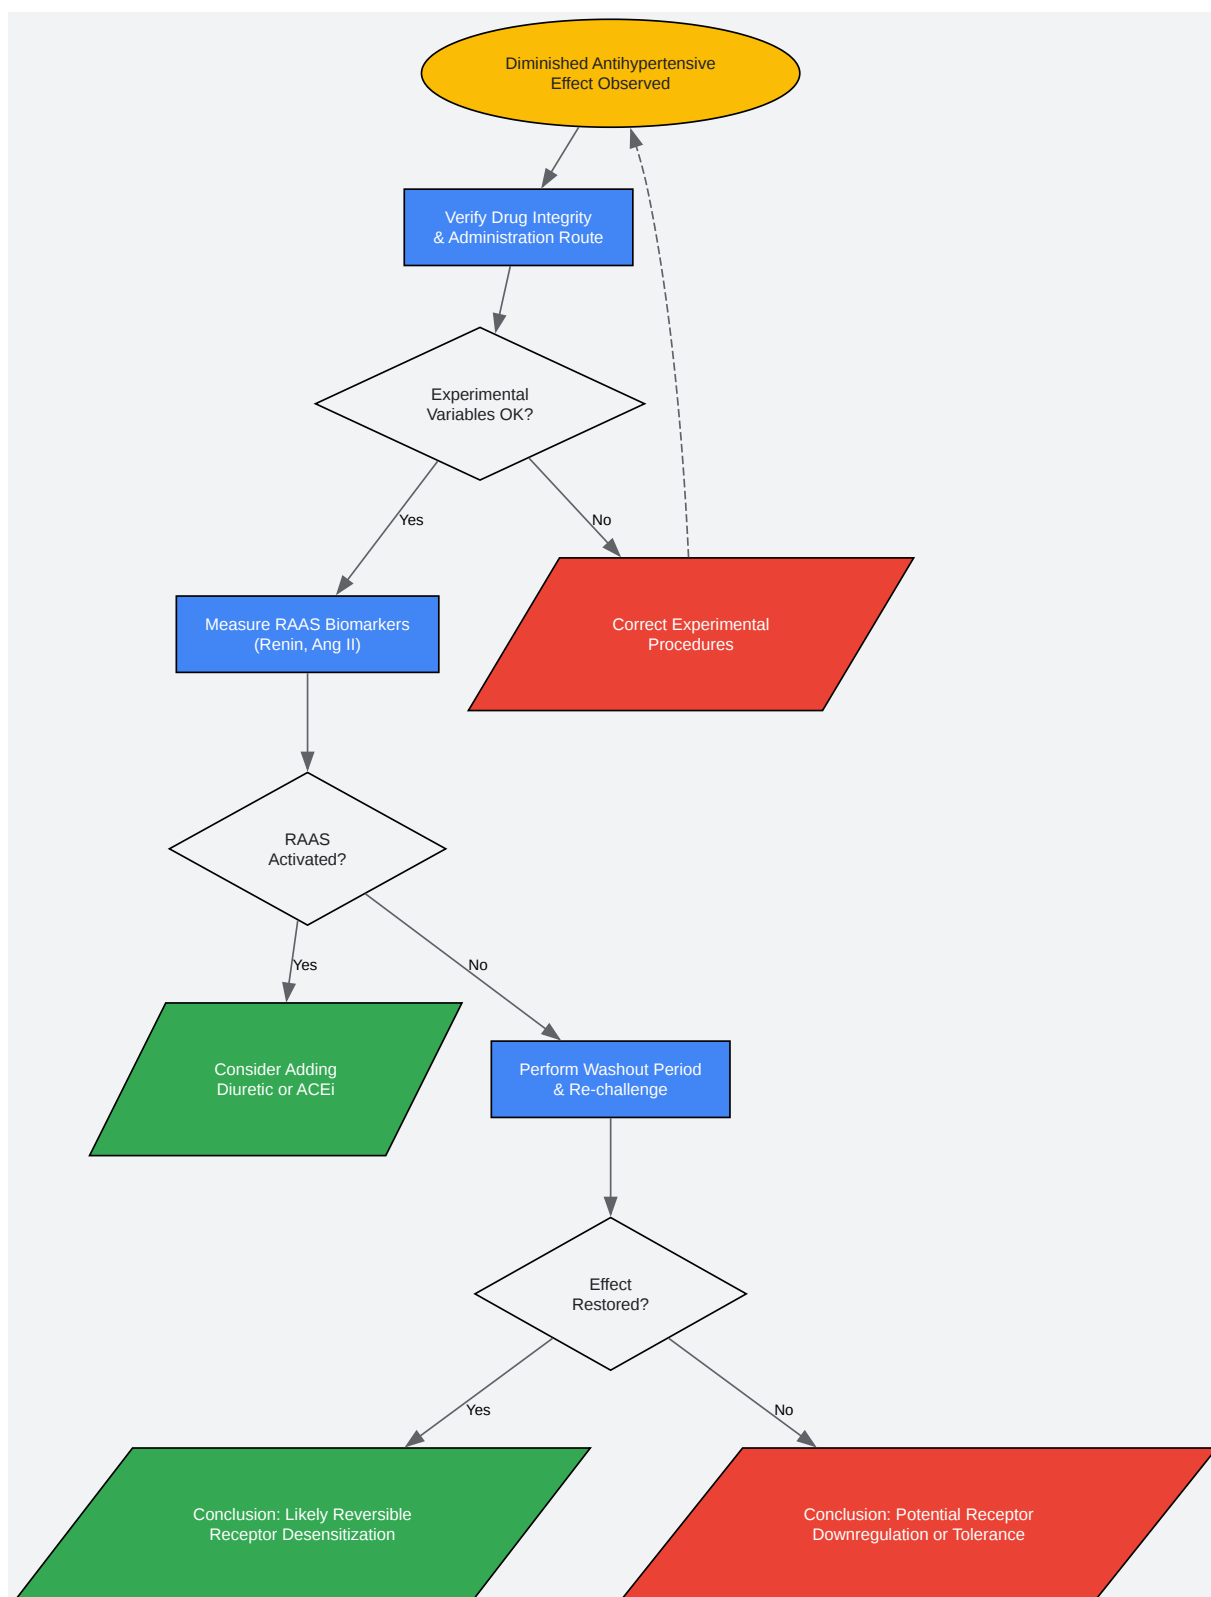 Diminished Antihypertensive
Effect Observed
Verify Drug Integrity
& Administration Route
Experimental
Variables OK?
Yes
No
Measure RAAS Biomarkers
(Renin, Ang II)
Correct Experimental
Procedures
RAAS
Activated?
Yes
No
Consider Adding
Diuretic or ACEi
Perform Washout Period
& Re-challenge
Effect
Restored?
Yes
No
Conclusion: Likely Reversible
Receptor Desensitization
Conclusion: Potential Receptor
Downregulation or Tolerance